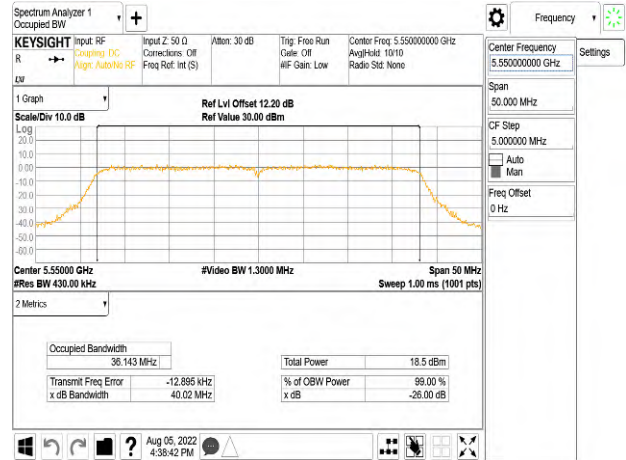 Spectrum Analyzer 1
Occupied BW
Frequency
KEYSIGHT
R
Input: RF
Coupling: DC
Align: Auto/No RF
Input Z: 50 Ω
Corrections: Off
Freq Ref: Int (S)
Atten: 30 dB
Trig: Free Run
Gate: Off
#IF Gain: Low
Center Freq: 5.550000000 GHz
Avg|Hold: 10/10
Radio Std: None
Center Frequency
5.550000000 GHz
Settings
Span
50.000 MHz
CF Step
5.000000 MHz
Auto
Man
Freq Offset
0 Hz
1 Graph
Scale/Div 10.0 dB
Ref Lvl Offset 12.20 dB
Ref Value 30.00 dBm
Log
20.0
10.0
0.00
-10.0
-20.0
-30.0
-40.0
-50.0
-60.0
Center 5.55000 GHz
#Video BW 1.3000 MHz
Span 50 MHz
#Res BW 430.00 kHz
Sweep 1.00 ms (1001 pts)
2 Metrics
Occupied Bandwidth
36.143 MHz
Total Power 18.5 dBm
Transmit Freq Error -12.895 kHz
% of OBW Power 99.00 %
x dB Bandwidth 40.02 MHz
x dB -26.00 dB
?
Aug 05, 2022
4:38:42 PM